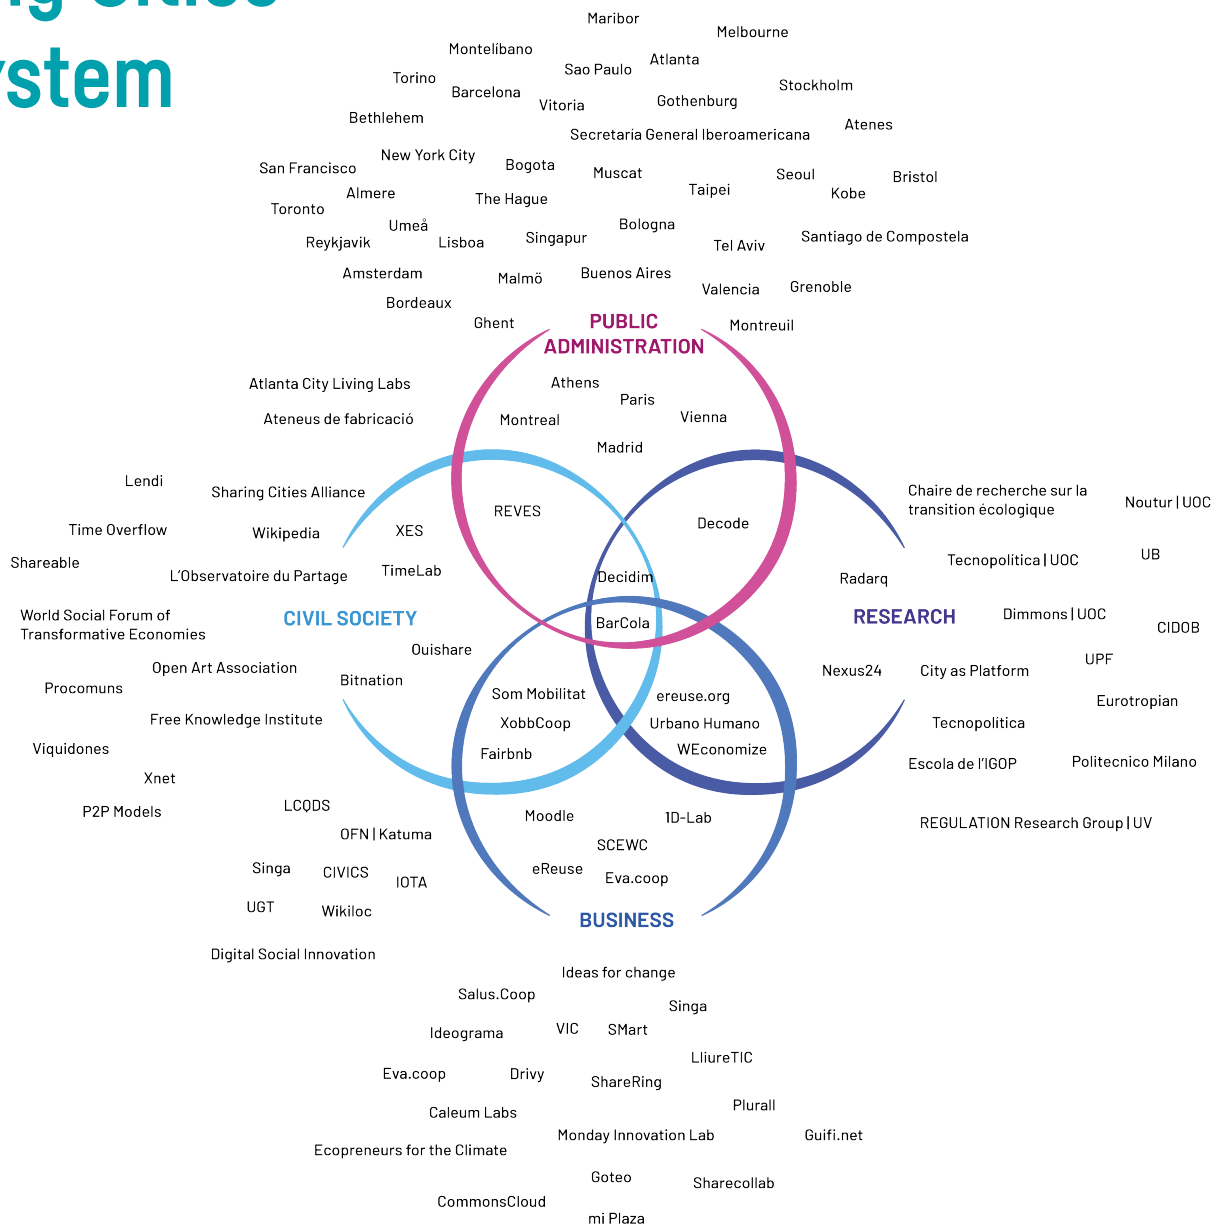 ng Cities
ystem
Maribor
Melbourne
Montelíbano
Atlanta
Sao Paulo
Torino
Stockholm
Barcelona
Gothenburg
Vitoria
Bethlehem
Atenes
Secretaría General Iberoamericana
New York City
Bogota
San Francisco
Muscat
Seoul
Bristol
Taipei
Almere
Kobe
The Hague
Toronto
Umeå
Bologna
Singapur
Santiago de Compostela
Reykjavik
Lisboa
Tel Aviv
Amsterdam
Malmö
Buenos Aires
Valencia
Grenoble
Bordeaux
Ghent
Montreuil
PUBLIC
ADMINISTRATION
Atlanta City Living Labs
Athens
Paris
Ateneus de fabricació
Montreal
Vienna
Madrid
Lendi
Sharing Cities Alliance
Chaire de recherche sur la
transition écologique
Noutur | UOC
REVES
Decode
Time Overflow
Wikipedia
XES
Shareable
Tecnopolítica | UOC
UB
L'Observatoire du Partage
TimeLab
Decidim
Radarq
World Social Forum of
Transformative Economies
CIVIL SOCIETY
BarCola
RESEARCH
Dimmons | UOC
CIDOB
Ouishare
UPF
Open Art Association
Bitnation
Nexus24
City as Platform
Procomuns
Som Mobilitat
ereuse.org
Eurotropian
Free Knowledge Institute
XobbCoop
Urbano Humano
Tecnopolítica
Viquidones
Fairbnb
WEconomize
Escola de l'IGOP
Politecnico Milano
Xnet
P2P Models
LCQDS
Moodle
1D-Lab
REGULATION Research Group | UV
OFN | Katuma
SCEWC
Singa
CIVICS
IOTA
eReuse
Eva.coop
UGT
Wikiloc
BUSINESS
Digital Social Innovation
Ideas for change
Salus.Coop
Singa
Ideograma
VIC
SMart
LliureTIC
Eva.coop
Drivy
ShareRing
Caleum Labs
Plurall
Monday Innovation Lab
Guifi.net
Ecopreneurs for the Climate
Goteo
Sharecollab
CommonsCloud
mi Plaza